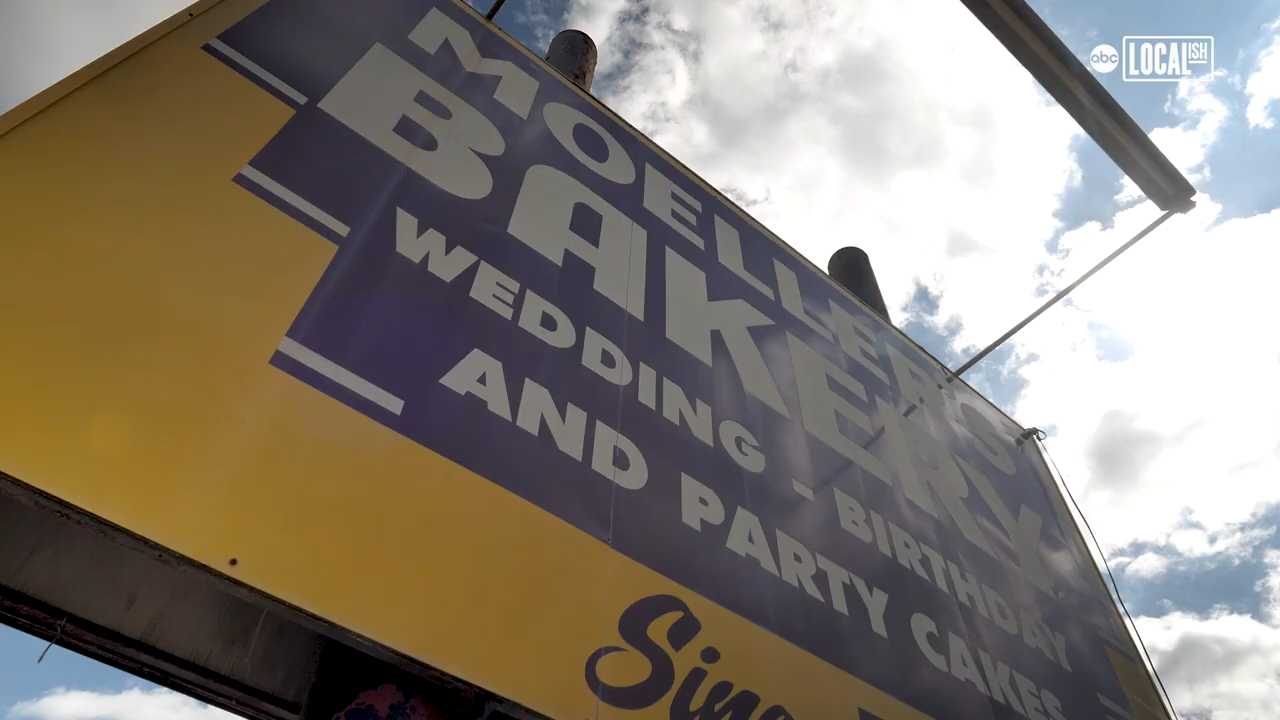 abc LOCALISH
MOELLER'S
BAKERY
WEDDING - BIRTHDAY
AND PARTY CAKES